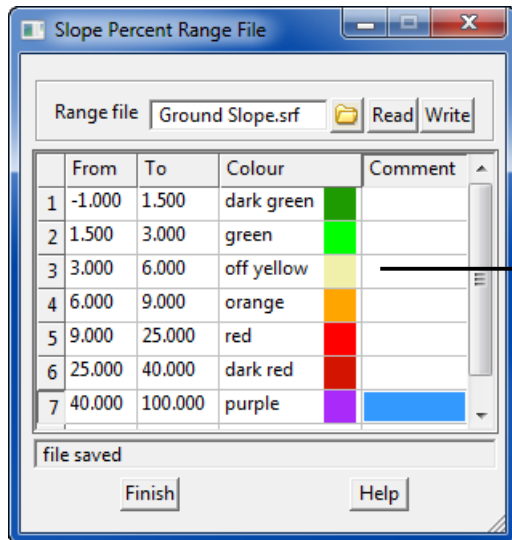 Slope Percent Range File
Range file Ground Slope.srf Read Write
From To Colour Comment
1 -1.000 1.500 dark green
2 1.500 3.000 green
3 3.000 6.000 off yellow
4 6.000 9.000 orange
5 9.000 25.000 red
6 25.000 40.000 dark red
7 40.000 100.000 purple
file saved
Finish Help